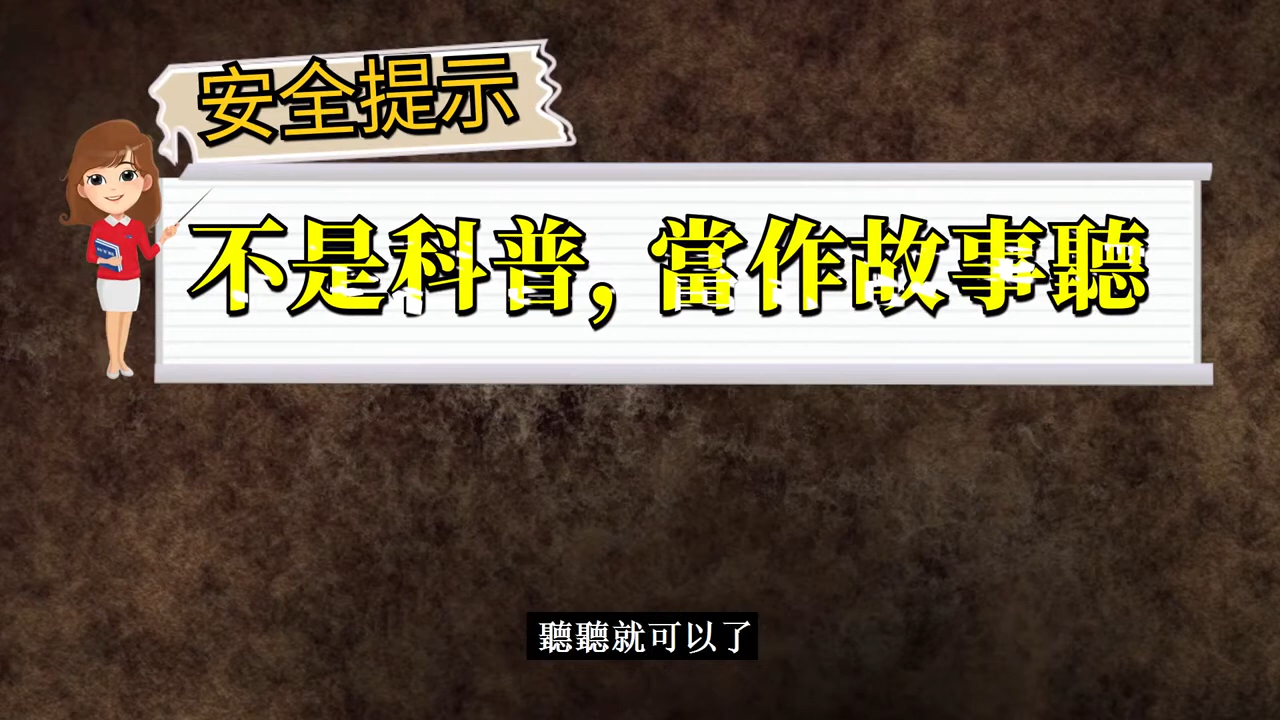 安全提示
不是科普，當作故事聽
聽聽就可以了